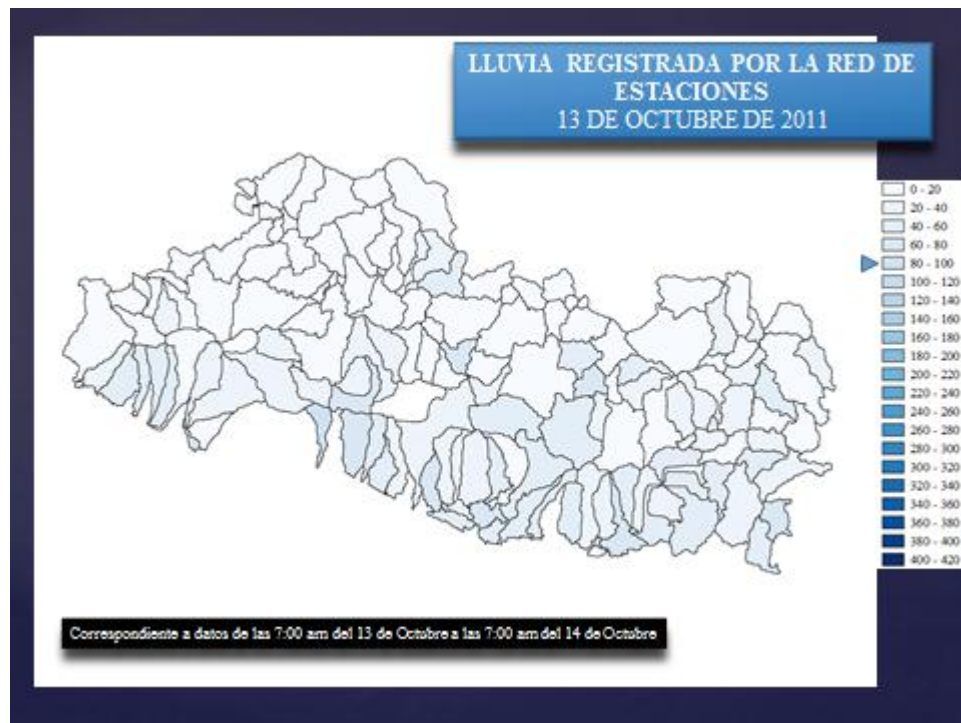 LLUVIA REGISTRADA POR LA RED DE
ESTACIONES
13 DE OCTUBRE DE 2011
0 - 20
20 - 40
40 - 60
60 - 80
80 - 100
100 - 120
120 - 140
140 - 160
160 - 180
180 - 200
200 - 220
220 - 240
240 - 260
260 - 280
280 - 300
300 - 320
320 - 340
340 - 360
360 - 380
380 - 400
400 - 420
Correspondiente a datos de las 7:00 am del 13 de Octubre a las 7:00 am del 14 de Octubre